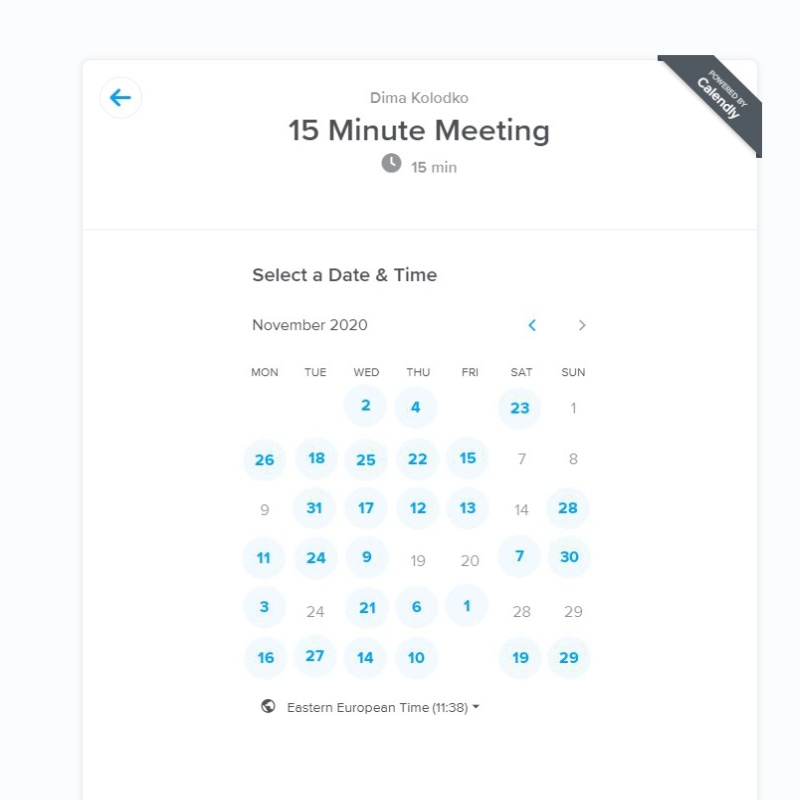 POWERED BY
Calendly
Dima Kolodko
15 Minute Meeting
15 min
Select a Date & Time
November 2020
MON TUE WED THU FRI SAT SUN
2 4 23 1
26 18 25 22 15 7 8
9 31 17 12 13 14 28
11 24 9 19 20 7 30
3 24 21 6 1 28 29
16 27 14 10 19 29
Eastern European Time (11:38)